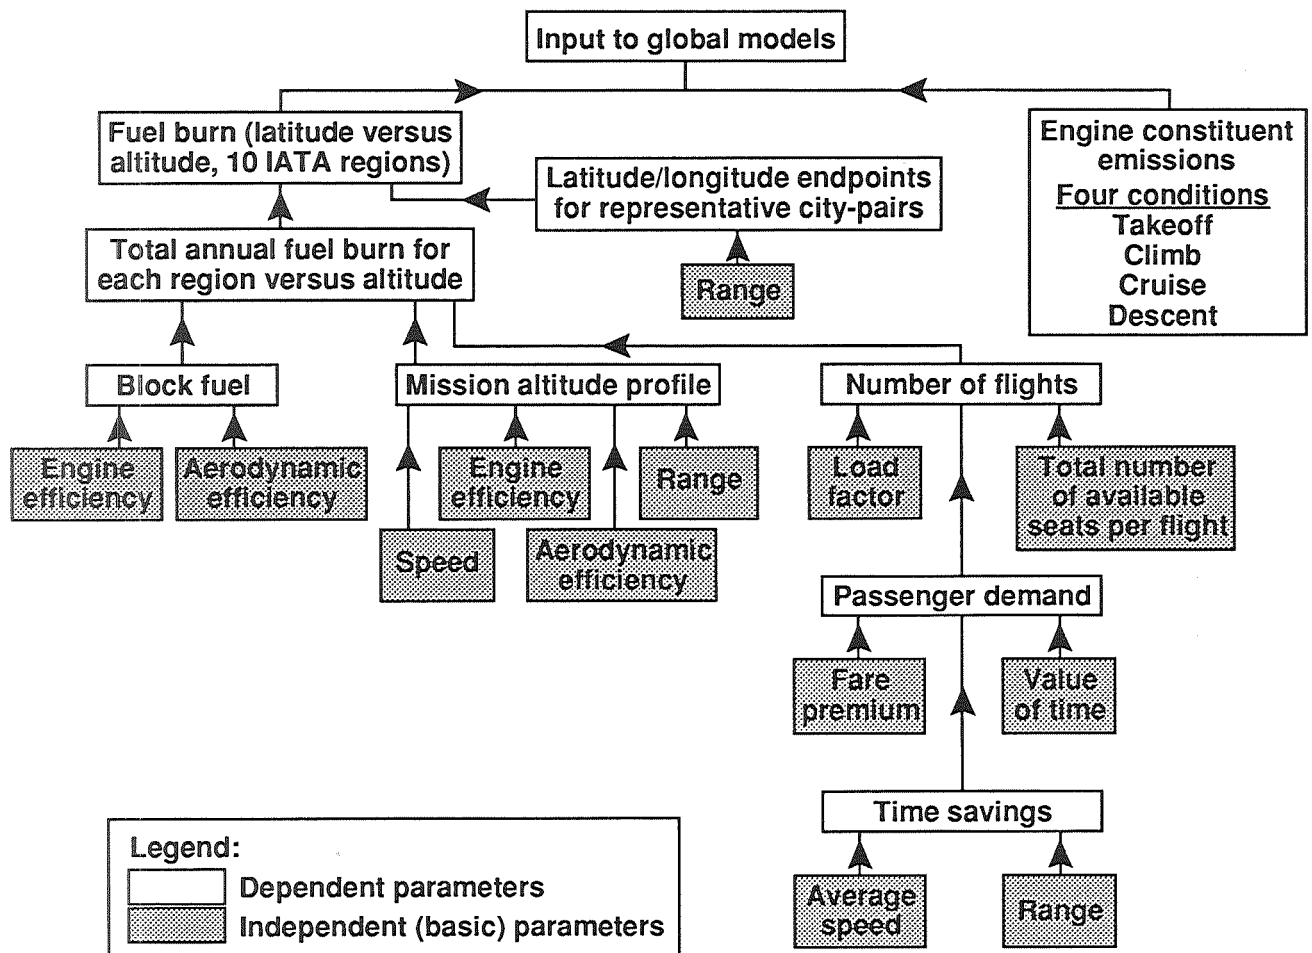 Input to global models
Fuel burn (latitude versus
altitude, 10 IATA regions)
Engine constituent
emissions
Four conditions
Takeoff
Climb
Cruise
Descent
Latitude/longitude endpoints
for representative city-pairs
Total annual fuel burn for
each region versus altitude
Range
Block fuel
Mission altitude profile
Number of flights
Engine
efficiency
Aerodynamic
efficiency
Speed
Engine
efficiency
Aerodynamic
efficiency
Range
Load
factor
Total number
of available
seats per flight
Passenger demand
Fare
premium
Value
of time
Time savings
Average
speed
Range
Legend:
Dependent parameters
Independent (basic) parameters